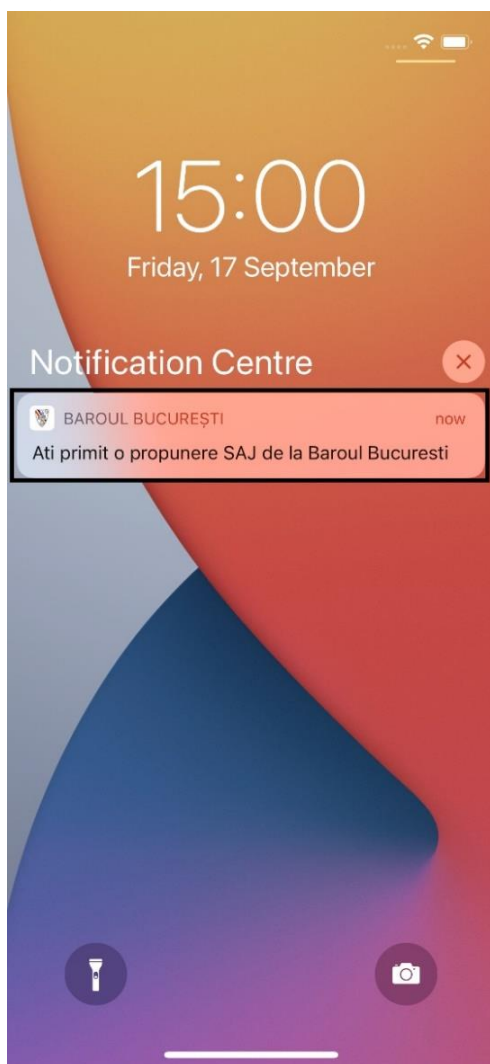 15:00
Friday, 17 September
Notification Centre
BAROUL BUCUREȘTI now
Ati primit o propunere SAJ de la Baroul Bucuresti